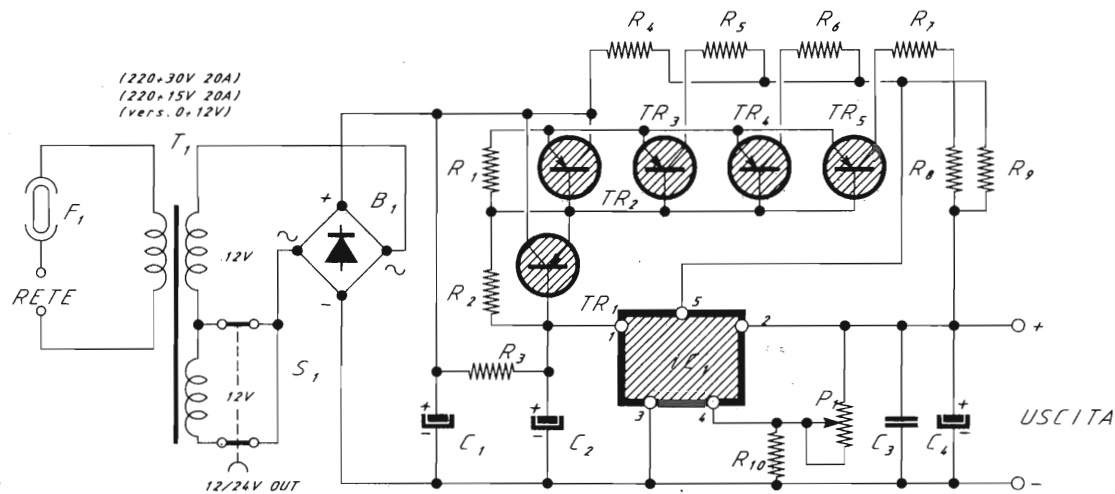 (220÷30V 20A)
(220÷15V 20A)
(vers. 0÷12V)
T1
F1
RETE
12V
12V
S1
12/24V OUT
B1
+
-
~
~
R4
R5
R6
R7
R1
TR3
TR4
TR5
R8
R9
TR2
R2
TR1
1
5
2
IC1
3
4
R3
+
-
C1
+
-
C2
R10
P1
C3
+
-
C4
+
USCITA
-